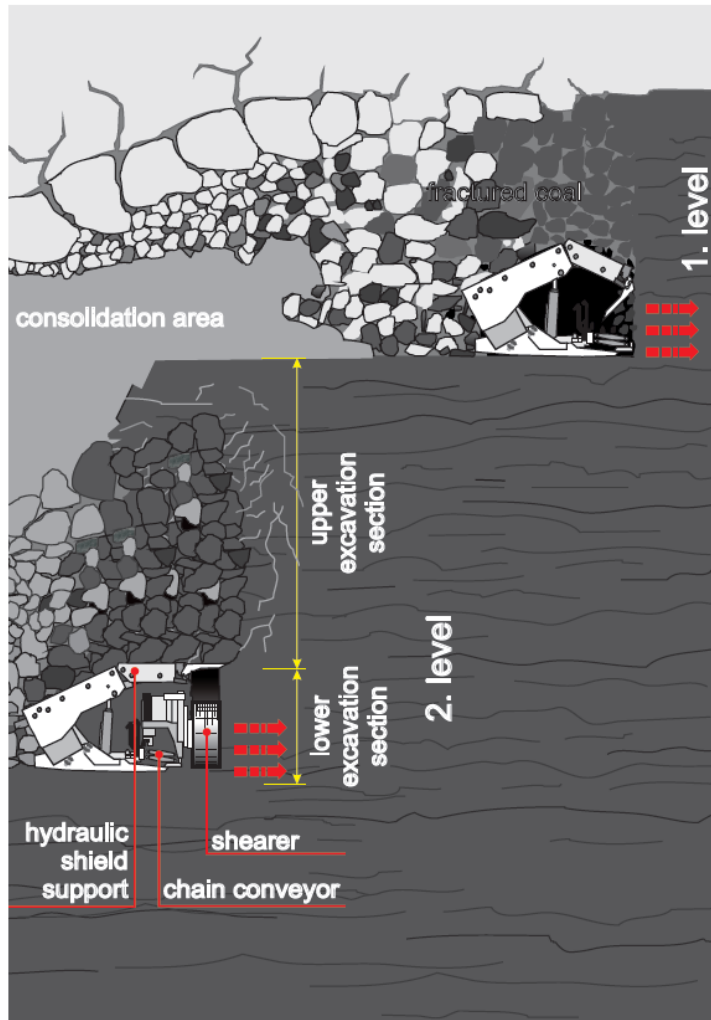 fractured coal
1. level
consolidation area
upper
excavation
section
2. level
lower
excavation
section
hydraulic
shield
support
shearer
chain conveyor